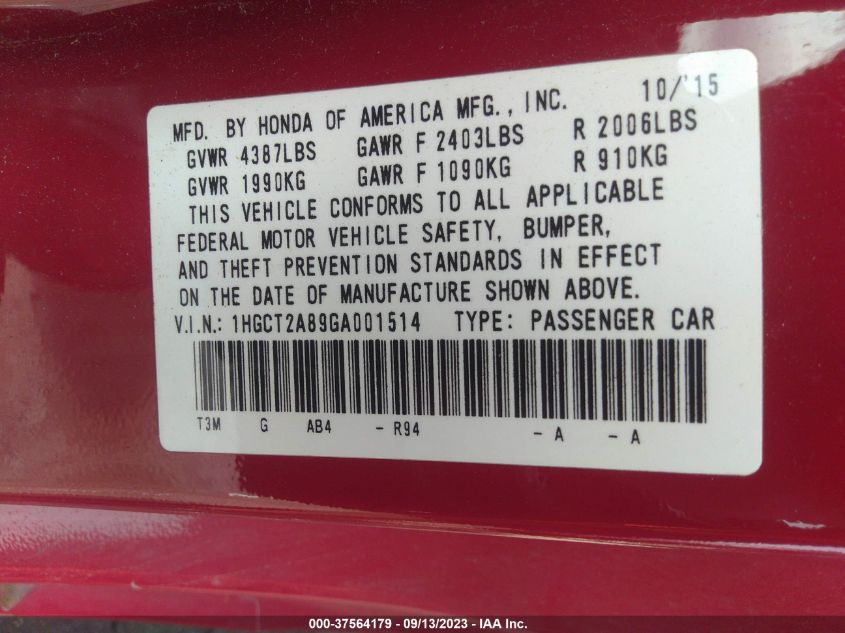 10/'15
MFD. BY HONDA OF AMERICA MFG., INC.
GVWR 4387LBS GAWR F 2403LBS R 2006LBS
GVWR 1990KG GAWR F 1090KG R 910KG
THIS VEHICLE CONFORMS TO ALL APPLICABLE
FEDERAL MOTOR VEHICLE SAFETY, BUMPER,
AND THEFT PREVENTION STANDARDS IN EFFECT
ON THE DATE OF MANUFACTURE SHOWN ABOVE.
V.I.N.: 1HGCT2A89GA001514 TYPE: PASSENGER CAR
T3M G AB4 - R94 - A - A
000-37564179 - 09/13/2023 - IAA Inc.